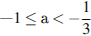 −1 ≤ a < −1/3